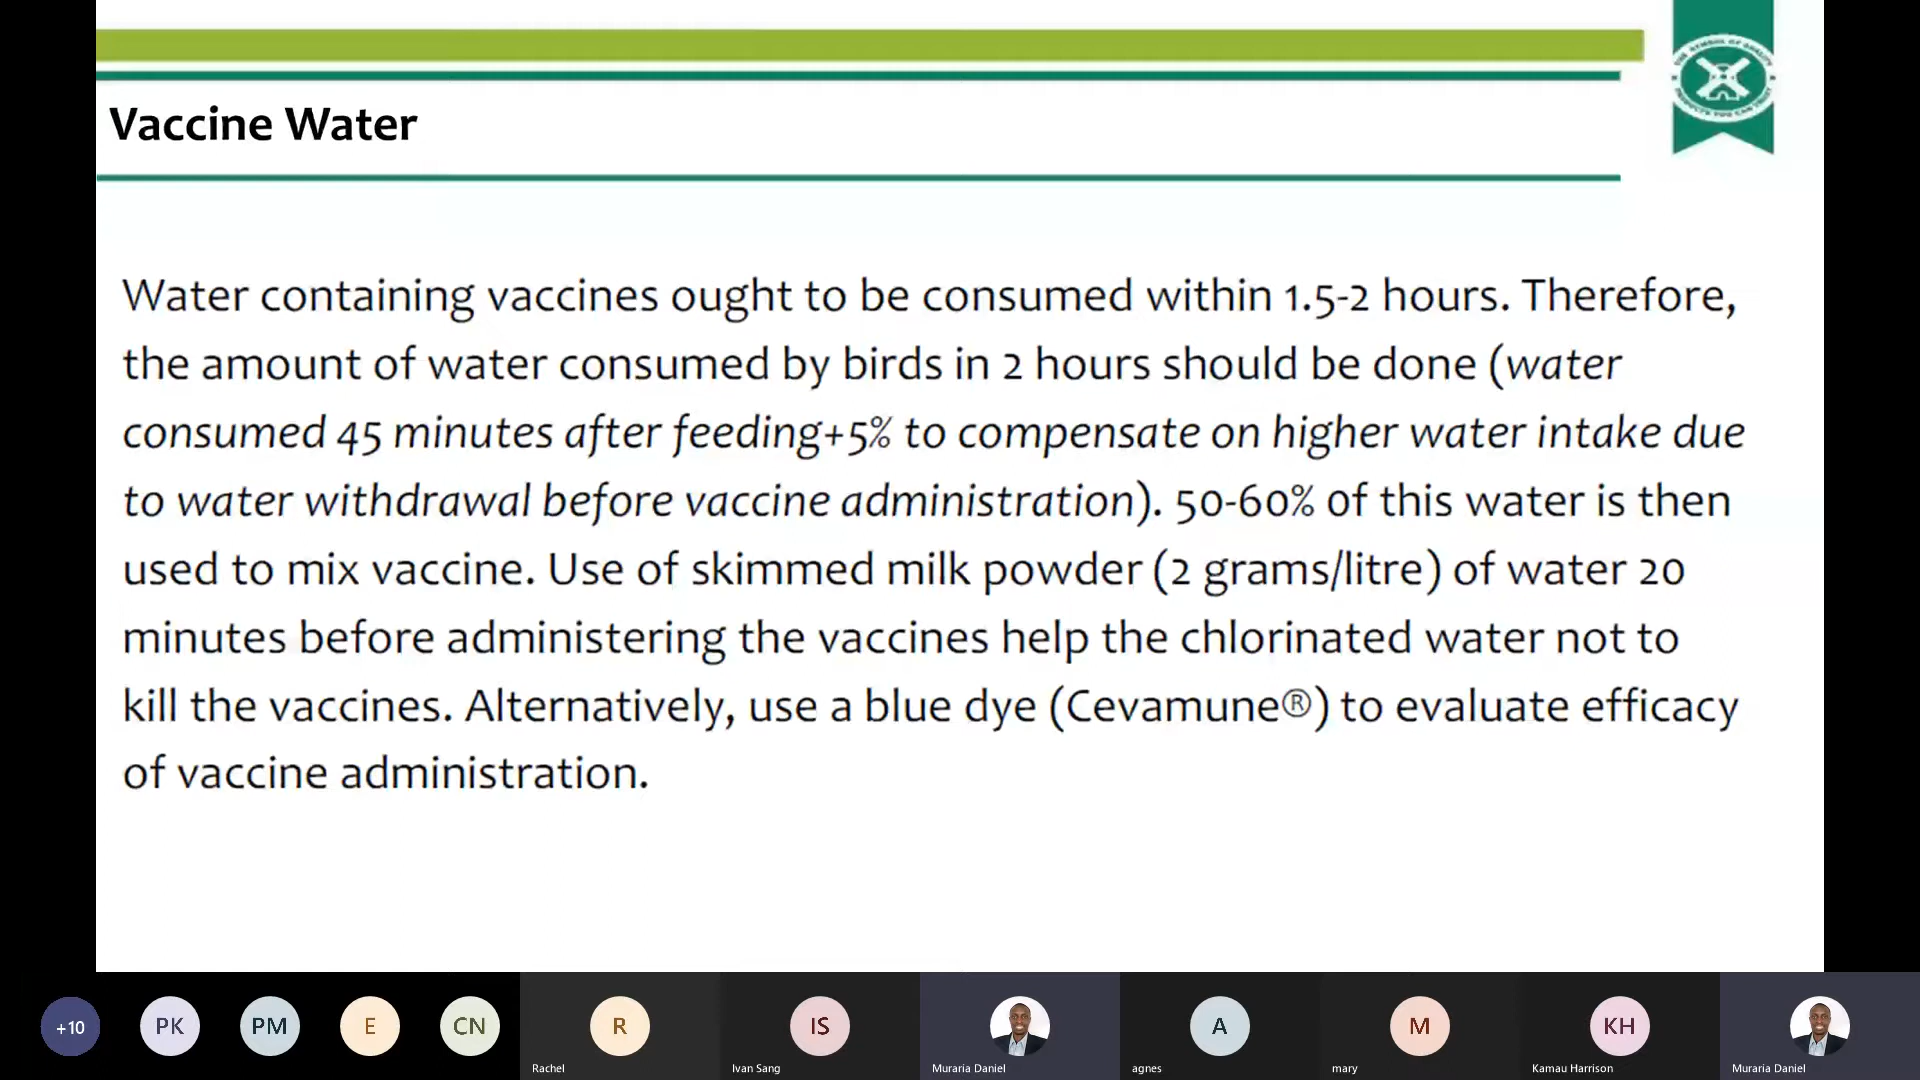 Vaccine Water
Water containing vaccines ought to be consumed within 1.5-2 hours. Therefore,
the amount of water consumed by birds in 2 hours should be done (water
consumed 45 minutes after feeding+5% to compensate on higher water intake due
to water withdrawal before vaccine administration). 50-60% of this water is then
used to mix vaccine. Use of skimmed milk powder (2 grams/litre) of water 20
minutes before administering the vaccines help the chlorinated water not to
kill the vaccines. Alternatively, use a blue dye (Cevamune®) to evaluate efficacy
of vaccine administration.
+10
PK
PM
E
CN
R
IS
A
M
KH
Rachel
Ivan Sang
Muraria Daniel
agnes
mary
Kamau Harrison
Muraria Daniel